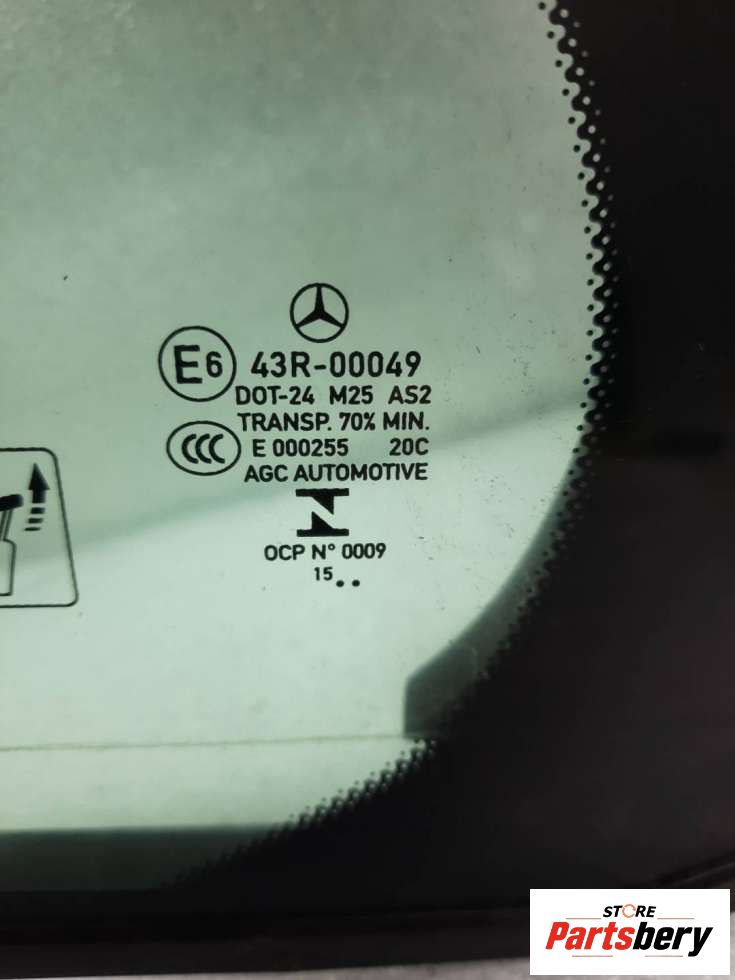 E6 43R-00049
DOT-24 M25 AS2
TRANSP. 70% MIN.
CCC E 000255 20C
AGC AUTOMOTIVE
N
OCP N° 0009
15..
STORE
Partsbery